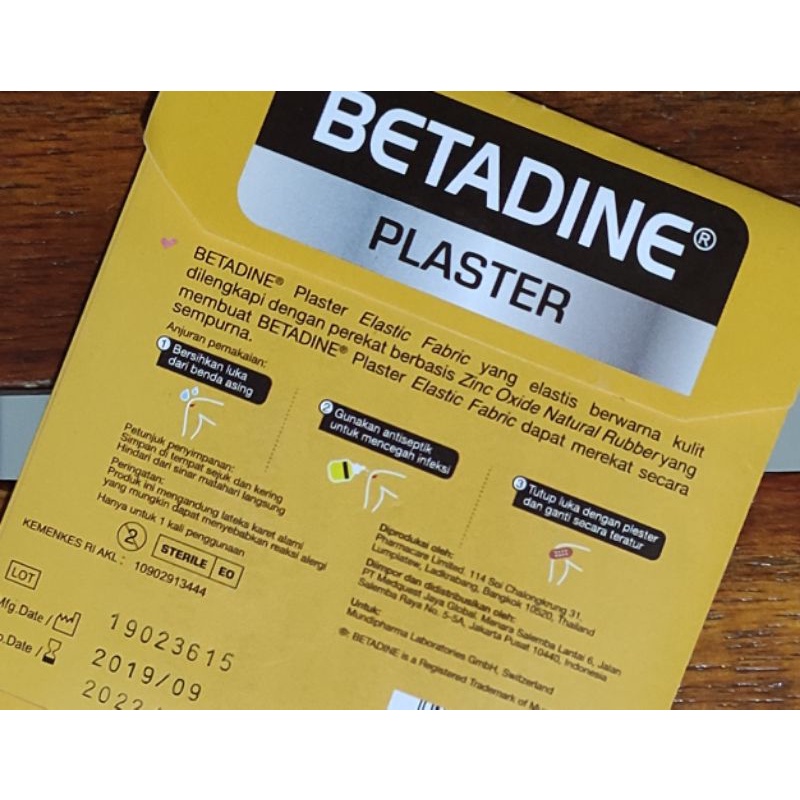 BETADINE®
PLASTER
BETADINE® Plaster Elastic Fabric yang elastis berwarna kulit
dilengkapi dengan perekat berbasis Zinc Oxide Natural Rubber yang
membuat BETADINE® Plaster Elastic Fabric dapat merekat secara
sempurna.
Anjuran pemakaian:
1 Bersihkan luka
dari benda asing
2 Gunakan antiseptik
untuk mencegah infeksi
3 Tutup luka dengan plester
dan ganti secara teratur
Petunjuk penyimpanan:
Simpan di tempat sejuk dan kering
Hindari dari sinar matahari langsung
Peringatan:
Produk ini mengandung lateks karet alami
yang mungkin dapat menyebabkan reaksi alergi
Hanya untuk 1 kali penggunaan
2 STERILE EO
KEMENKES RI AKL : 10902913444
LOT 19023615
Mfg.Date / 2019/09
.Date / 2022
Diproduksi oleh:
Pharmacare Limited. 114 Soi Chalongkrung 31,
Lumplatew, Ladkrabang, Bangkok 10520, Thailand
Diimpor dan didistribusikan oleh:
PT Medquest Jaya Global. Menara Salemba Lantai 6, Jalan
Salemba Raya No. 5-5A, Jakarta Pusat 10440, Indonesia
Untuk:
Mundipharma Laboratories GmbH, Switzerland
®: BETADINE is a Registered Trademark of